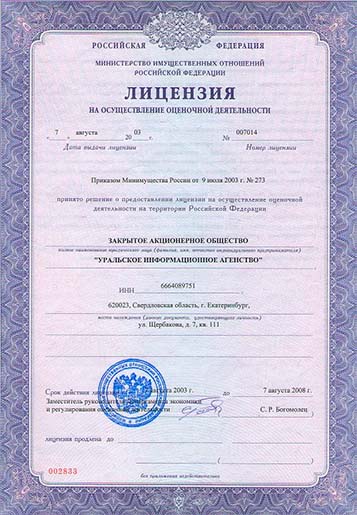 РОССИЙСКАЯ ФЕДЕРАЦИЯ
МИНИСТЕРСТВО ИМУЩЕСТВЕННЫХ ОТНОШЕНИЙ
РОССИЙСКОЙ ФЕДЕРАЦИИ
ЛИЦЕНЗИЯ
НА ОСУЩЕСТВЛЕНИЕ ОЦЕНОЧНОЙ ДЕЯТЕЛЬНОСТИ
" 7 " августа 20 03 г. № 007014
Дата выдачи лицензии Номер лицензии
Приказом Минимущества России от 9 июля 2003 г. № 273
принято решение о предоставлении лицензии на осуществление оценочной
деятельности на территории Российской Федерации
ЗАКРЫТОЕ АКЦИОНЕРНОЕ ОБЩЕСТВО
полное наименование юридического лица (фамилия, имя, отчество индивидуального предпринимателя)
"УРАЛЬСКОЕ ИНФОРМАЦИОННОЕ АГЕНСТВО"
ИНН 6664089751
620023, Свердловская область, г. Екатеринбург,
место нахождения (данные документа, удостоверяющего личность)
ул. Щербакова, д. 7, кв. 111
Срок действия лицензии августа 2003 г. до 7 августа 2008 г.
Заместитель руководителя департамента экономики
и регулирования оценочной деятельности С. Р. Богомолец
лицензия продлена до
002833
без приложения недействительно